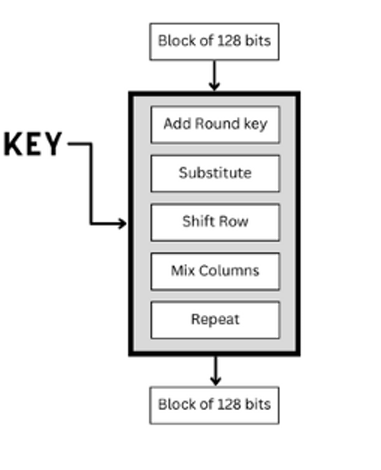 Block of 128 bits
KEY
Add Round key
Substitute
Shift Row
Mix Columns
Repeat
Block of 128 bits